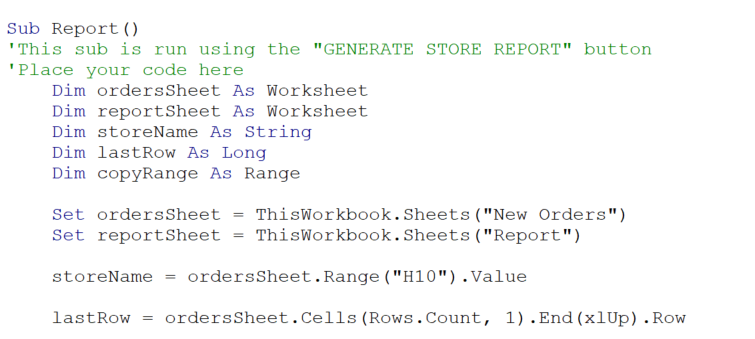 Sub Report()
'This sub is run using the "GENERATE STORE REPORT" button
'Place your code here
    Dim ordersSheet As Worksheet
    Dim reportSheet As Worksheet
    Dim storeName As String
    Dim lastRow As Long
    Dim copyRange As Range

    Set ordersSheet = ThisWorkbook.Sheets("New Orders")
    Set reportSheet = ThisWorkbook.Sheets("Report")

    storeName = ordersSheet.Range("H10").Value

    lastRow = ordersSheet.Cells(Rows.Count, 1).End(xlUp).Row